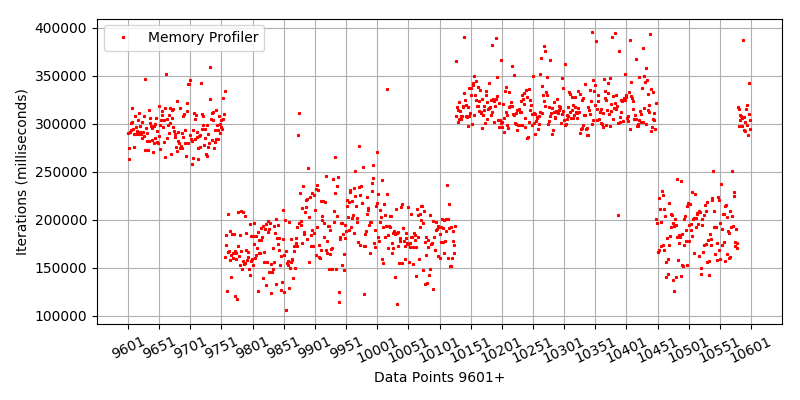 400000
350000
300000
250000
200000
150000
100000
Iterations (milliseconds)
Memory Profiler
9601 9651 9701 9751 9801 9851 9901 9951 10001 10051 10101 10151 10201 10251 10301 10351 10401 10451 10501 10551 10601
Data Points 9601+